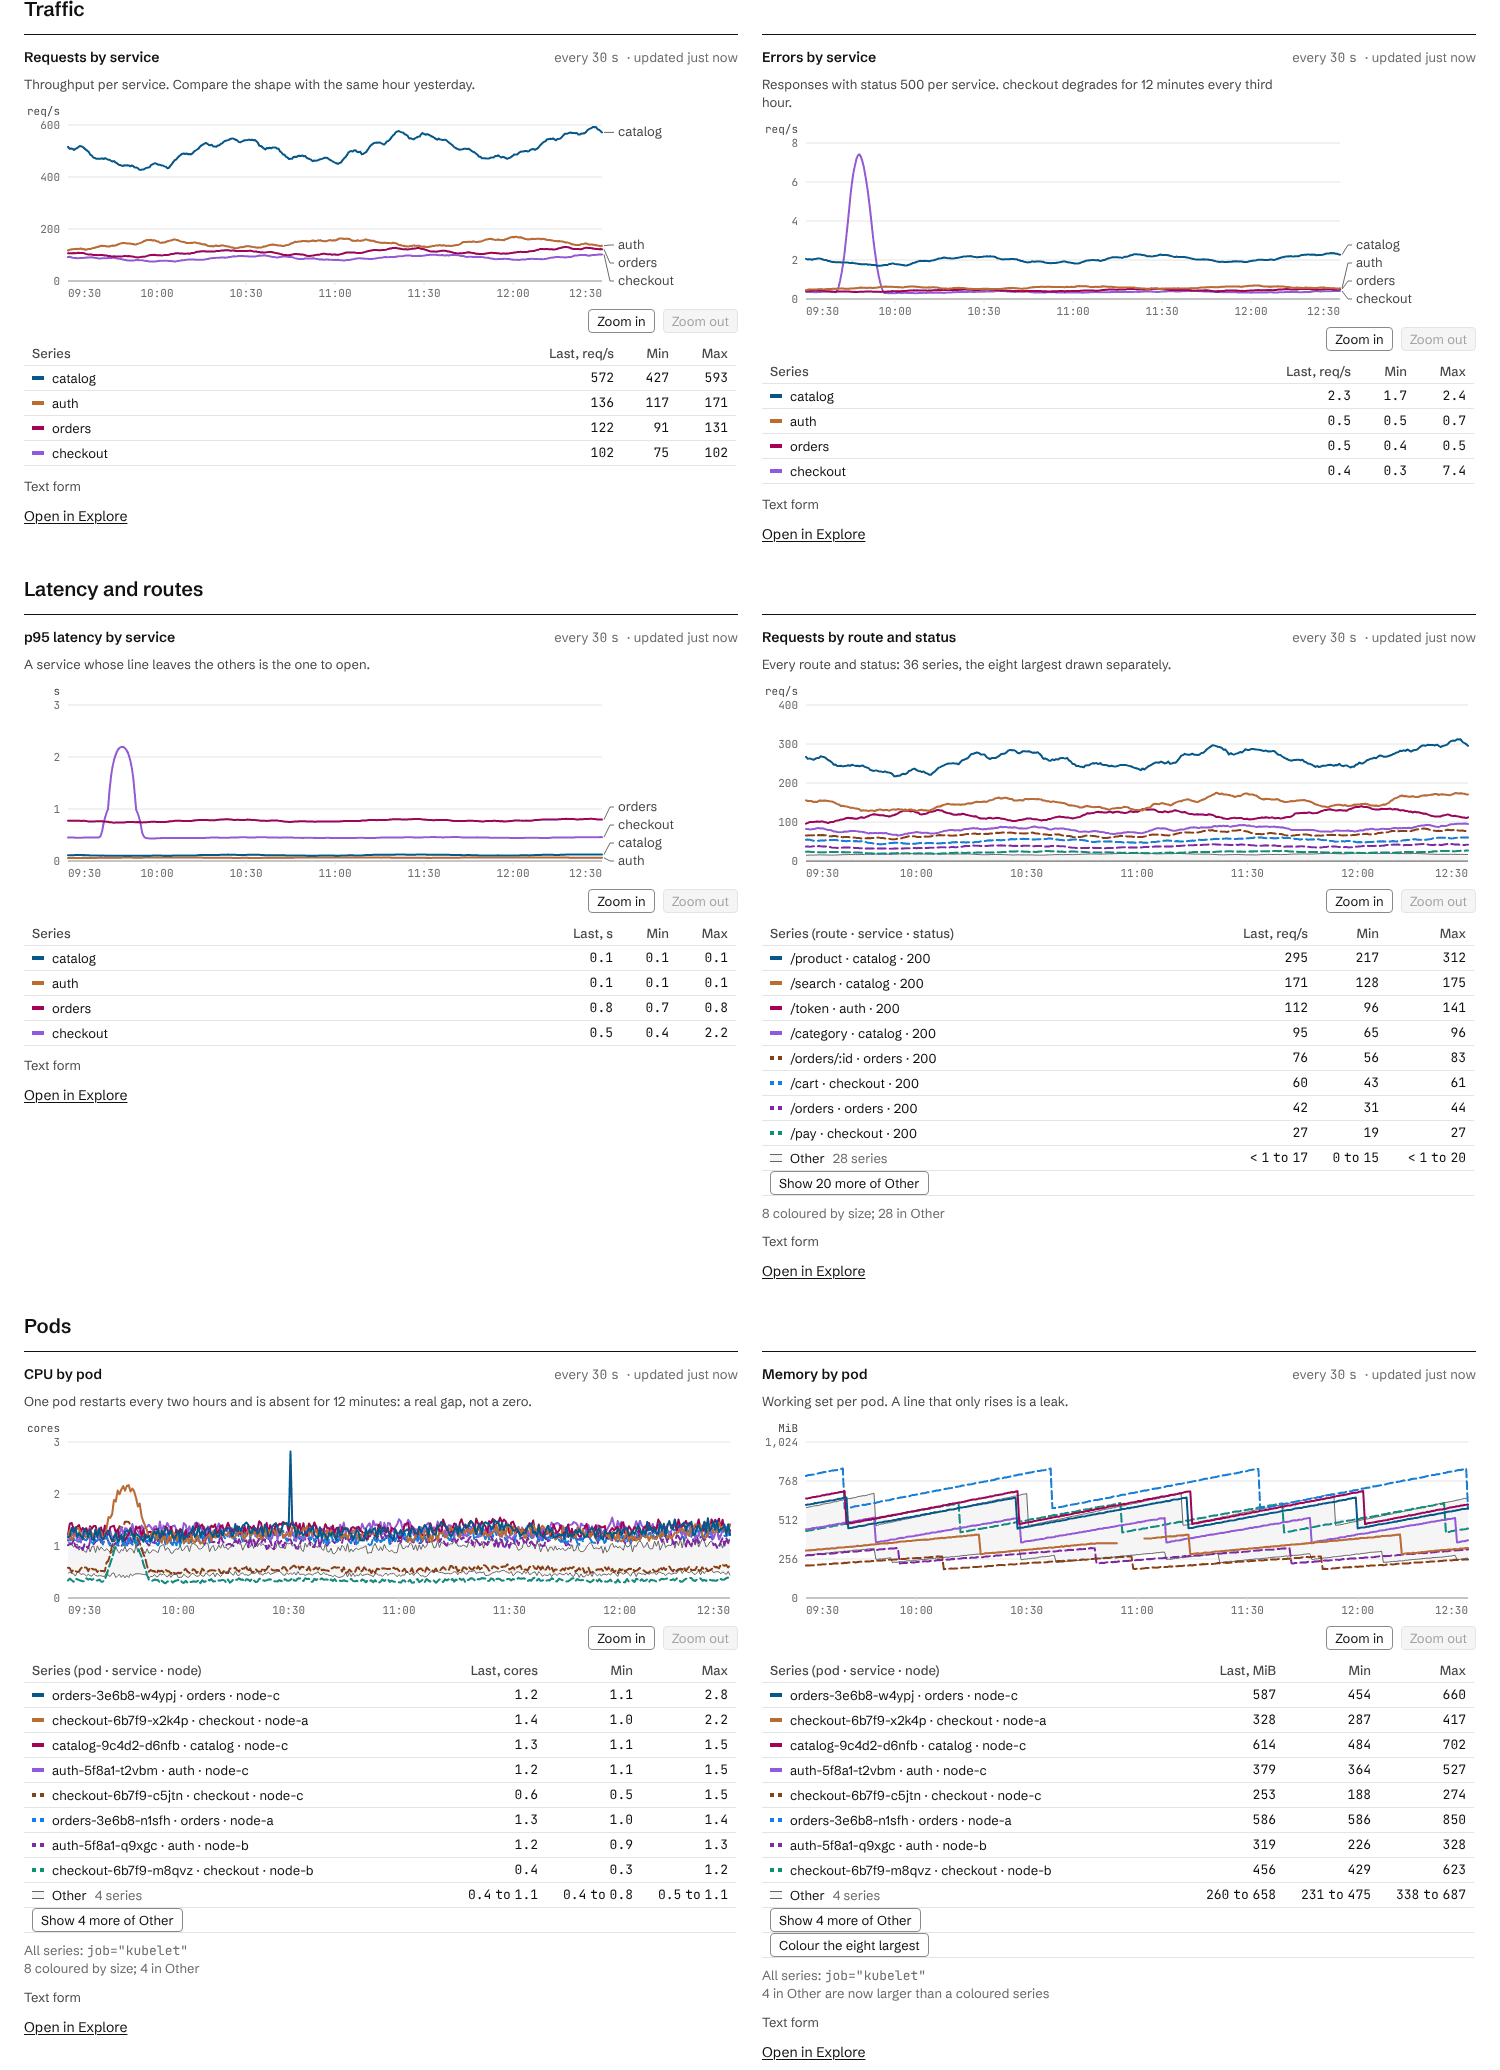 Traffic
Requests by service
every 30 s · updated just now
Throughput per service. Compare the shape with the same hour yesterday.
req/s
600
400
200
0
09:30 10:00 10:30 11:00 11:30 12:00 12:30
catalog
auth
orders
checkout
Zoom in Zoom out
Series Last, req/s Min Max
catalog 572 427 593
auth 136 117 171
orders 122 91 131
checkout 102 75 102
Text form
Open in Explore
Errors by service
every 30 s · updated just now
Responses with status 500 per service. checkout degrades for 12 minutes every third
hour.
req/s
8
6
4
2
0
09:30 10:00 10:30 11:00 11:30 12:00 12:30
catalog
auth
orders
checkout
Zoom in Zoom out
Series Last, req/s Min Max
catalog 2.3 1.7 2.4
auth 0.5 0.5 0.7
orders 0.5 0.4 0.5
checkout 0.4 0.3 7.4
Text form
Open in Explore
Latency and routes
p95 latency by service
every 30 s · updated just now
A service whose line leaves the others is the one to open.
s
3
2
1
0
09:30 10:00 10:30 11:00 11:30 12:00 12:30
orders
checkout
catalog
auth
Zoom in Zoom out
Series Last, s Min Max
catalog 0.1 0.1 0.1
auth 0.1 0.1 0.1
orders 0.8 0.7 0.8
checkout 0.5 0.4 2.2
Text form
Open in Explore
Requests by route and status
every 30 s · updated just now
Every route and status: 36 series, the eight largest drawn separately.
req/s
400
300
200
100
0
09:30 10:00 10:30 11:00 11:30 12:00 12:30
Zoom in Zoom out
Series (route · service · status) Last, req/s Min Max
/product · catalog · 200 295 217 312
/search · catalog · 200 171 128 175
/token · auth · 200 112 96 141
/category · catalog · 200 95 65 96
/orders/:id · orders · 200 76 56 83
/cart · checkout · 200 60 43 61
/orders · orders · 200 42 31 44
/pay · checkout · 200 27 19 27
Other 28 series < 1 to 17 0 to 15 < 1 to 20
Show 20 more of Other
8 coloured by size; 28 in Other
Text form
Open in Explore
Pods
CPU by pod
every 30 s · updated just now
One pod restarts every two hours and is absent for 12 minutes: a real gap, not a zero.
cores
3
2
1
0
09:30 10:00 10:30 11:00 11:30 12:00 12:30
Zoom in Zoom out
Series (pod · service · node) Last, cores Min Max
orders-3e6b8-w4ypj · orders · node-c 1.2 1.1 2.8
checkout-6b7f9-x2k4p · checkout · node-a 1.4 1.0 2.2
catalog-9c4d2-d6nfb · catalog · node-c 1.3 1.1 1.5
auth-5f8a1-t2vbm · auth · node-c 1.2 1.1 1.5
checkout-6b7f9-c5jtn · checkout · node-c 0.6 0.5 1.5
orders-3e6b8-n1sfh · orders · node-a 1.3 1.0 1.4
auth-5f8a1-q9xgc · auth · node-b 1.2 0.9 1.3
checkout-6b7f9-m8qvz · checkout · node-b 0.4 0.3 1.2
Other 4 series 0.4 to 1.1 0.4 to 0.8 0.5 to 1.1
Show 4 more of Other
All series: job="kubelet"
8 coloured by size; 4 in Other
Text form
Open in Explore
Memory by pod
every 30 s · updated just now
Working set per pod. A line that only rises is a leak.
MiB
1,024
768
512
256
0
09:30 10:00 10:30 11:00 11:30 12:00 12:30
Zoom in Zoom out
Series (pod · service · node) Last, MiB Min Max
orders-3e6b8-w4ypj · orders · node-c 587 454 660
checkout-6b7f9-x2k4p · checkout · node-a 328 287 417
catalog-9c4d2-d6nfb · catalog · node-c 614 484 702
auth-5f8a1-t2vbm · auth · node-c 379 364 527
checkout-6b7f9-c5jtn · checkout · node-c 253 188 274
orders-3e6b8-n1sfh · orders · node-a 586 586 850
auth-5f8a1-q9xgc · auth · node-b 319 226 328
checkout-6b7f9-m8qvz · checkout · node-b 456 429 623
Other 4 series 260 to 658 231 to 475 338 to 687
Show 4 more of Other
Colour the eight largest
All series: job="kubelet"
4 in Other are now larger than a coloured series
Text form
Open in Explore